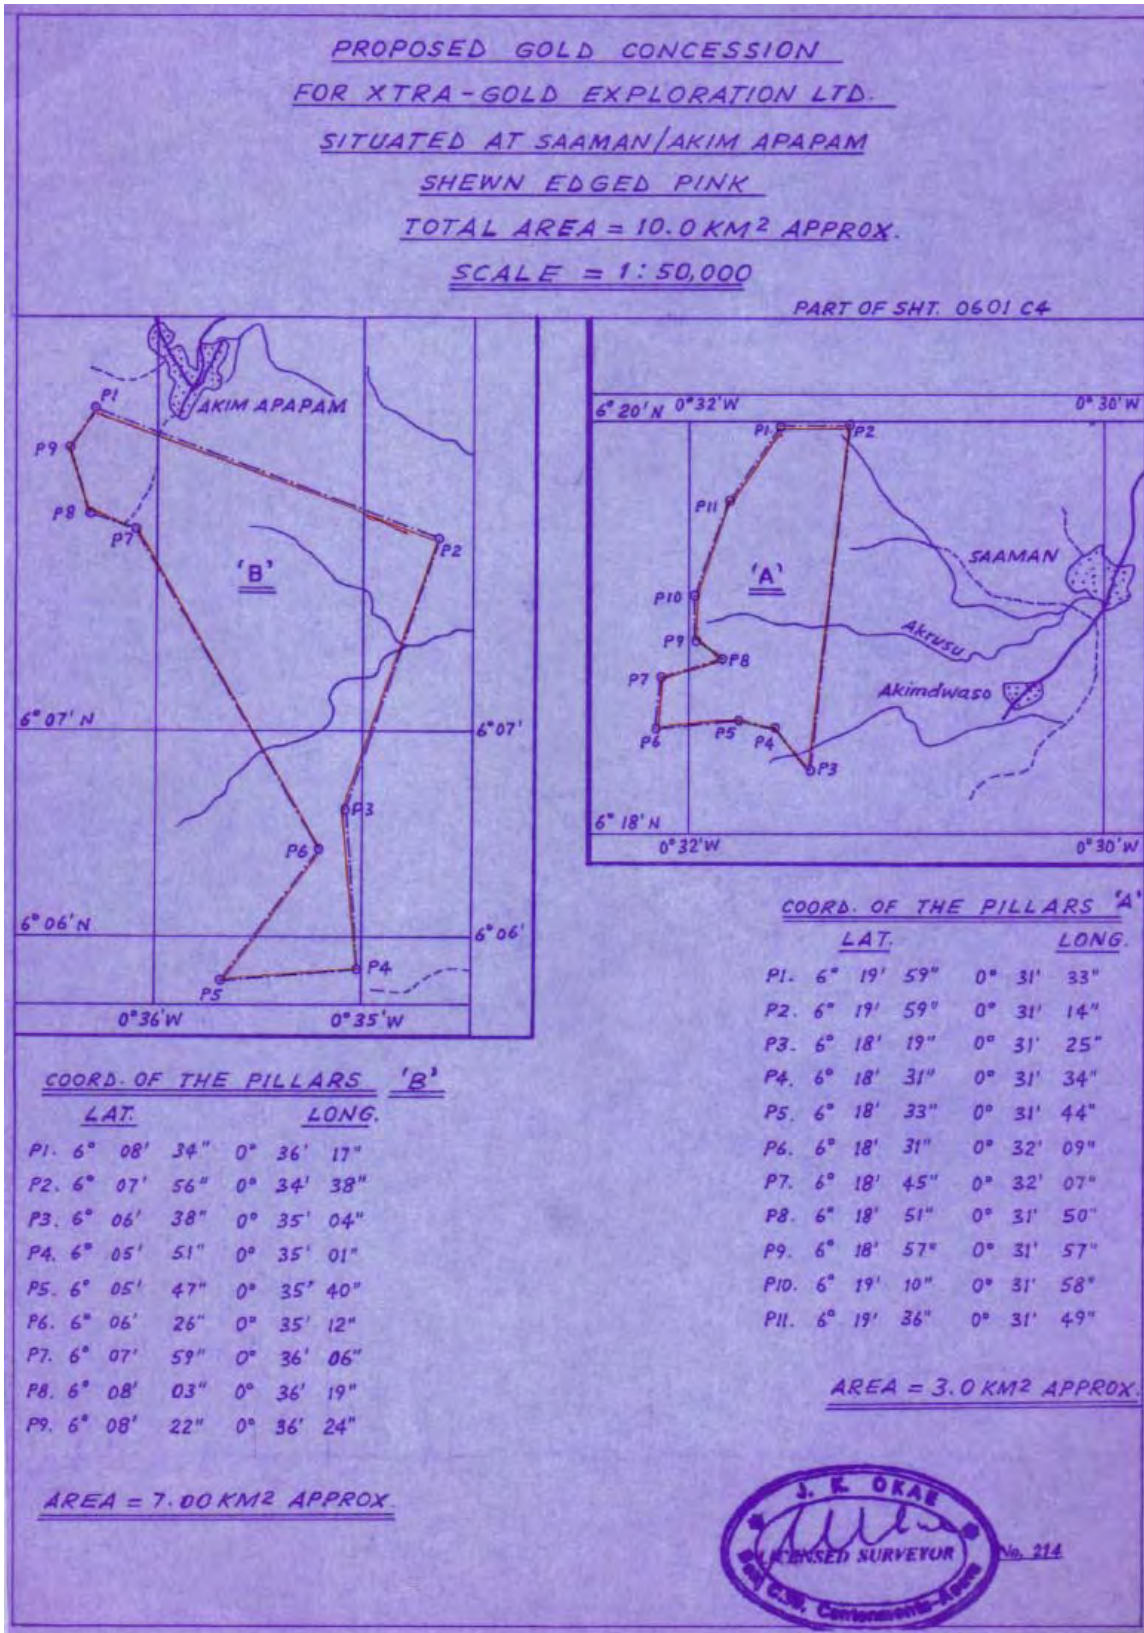 PROPOSED GOLD CONCESSION
FOR XTRA-GOLD EXPLORATION LTD.
SITUATED AT SAAMAN/AKIM APAPAM
SHEWN EDGED PINK
TOTAL AREA = 10.0 KM2 APPROX.
SCALE = 1:50,000
PART OF SHT. 0601 C4
AKIM APAPAM
P1
P9
P8
P7
P2
'B'
6° 07' N
6° 07'
P3
P6
6° 06' N
6° 06'
P4
P5
0° 36' W
0° 35' W
6° 20' N
0° 32' W
0° 30' W
P1
P2
P11
SAAMAN
'A'
P10
Akrusu
P9
P8
P7
Akimdwaso
P6
P5
P4
P3
6° 18' N
0° 32' W
0° 30' W
COORD. OF THE PILLARS 'A'
LAT. LONG.
P1. 6° 19' 59" 0° 31' 33"
P2. 6° 19' 59" 0° 31' 14"
P3. 6° 18' 19" 0° 31' 25"
P4. 6° 18' 31" 0° 31' 34"
P5. 6° 18' 33" 0° 31' 44"
P6. 6° 18' 31" 0° 32' 09"
P7. 6° 18' 45" 0° 32' 07"
P8. 6° 18' 51" 0° 31' 50"
P9. 6° 18' 57" 0° 31' 57"
P10. 6° 19' 10" 0° 31' 58"
P11. 6° 19' 36" 0° 31' 49"
AREA = 3.0 KM2 APPROX.
COORD. OF THE PILLARS 'B'
LAT. LONG.
P1. 6° 08' 34" 0° 36' 17"
P2. 6° 07' 56" 0° 34' 38"
P3. 6° 06' 38" 0° 35' 04"
P4. 6° 05' 51" 0° 35' 01"
P5. 6° 05' 47" 0° 35' 40"
P6. 6° 06' 26" 0° 35' 12"
P7. 6° 07' 59" 0° 36' 06"
P8. 6° 08' 03" 0° 36' 19"
P9. 6° 08' 22" 0° 36' 24"
AREA = 7.00 KM2 APPROX.
J. K. OKAE
LICENSED SURVEYOR
Cantonments-Accra
No. 214